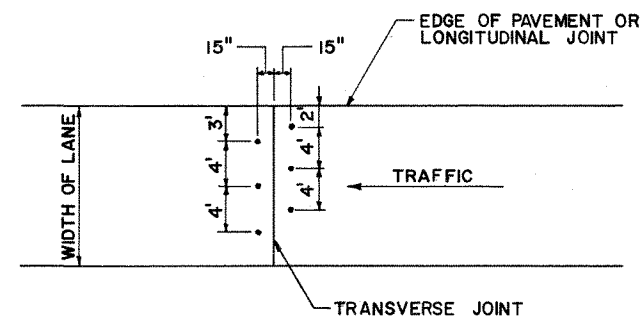 EDGE OF PAVEMENT OR
LONGITUDINAL JOINT
15"
15"
WIDTH OF LANE
3'
4'
4'
2'
4'
4'
TRAFFIC
TRANSVERSE JOINT